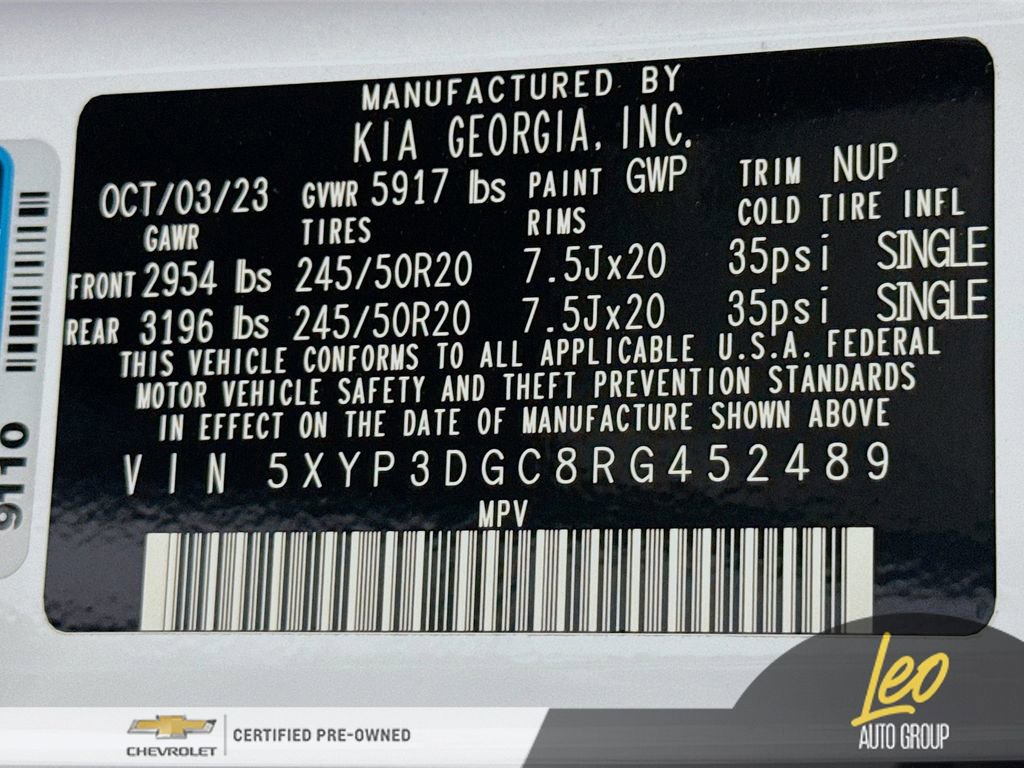 MANUFACTURED BY
KIA GEORGIA, INC.
OCT/03/23 GVWR 5917 lbs PAINT GWP TRIM NUP
GAWR TIRES RIMS COLD TIRE INFL
FRONT 2954 lbs 245/50R20 7.5Jx20 35psi SINGLE
REAR 3196 lbs 245/50R20 7.5Jx20 35psi SINGLE
THIS VEHICLE CONFORMS TO ALL APPLICABLE U.S.A. FEDERAL
MOTOR VEHICLE SAFETY AND THEFT PREVENTION STANDARDS
IN EFFECT ON THE DATE OF MANUFACTURE SHOWN ABOVE
VIN 5XYP3DGC8RG452489
MPV
9110
CHEVROLET CERTIFIED PRE-OWNED
Leo
AUTO GROUP